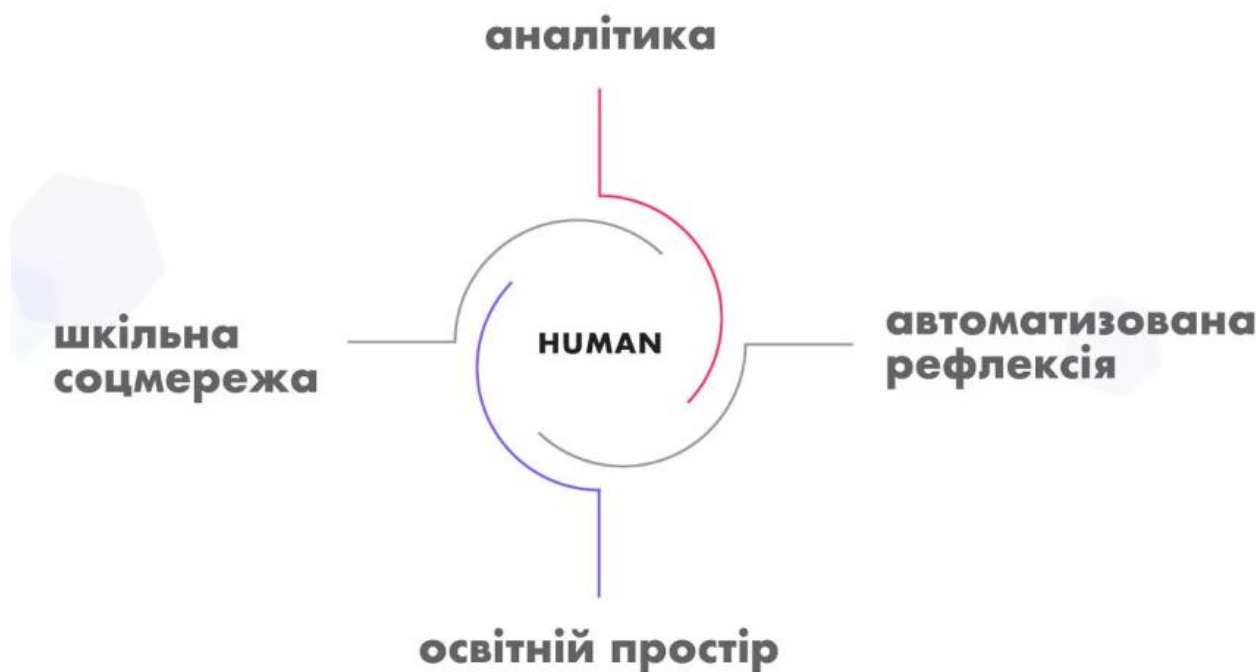 аналітика
шкільна
соцмережа
HUMAN
автоматизована
рефлексія
освітній простір